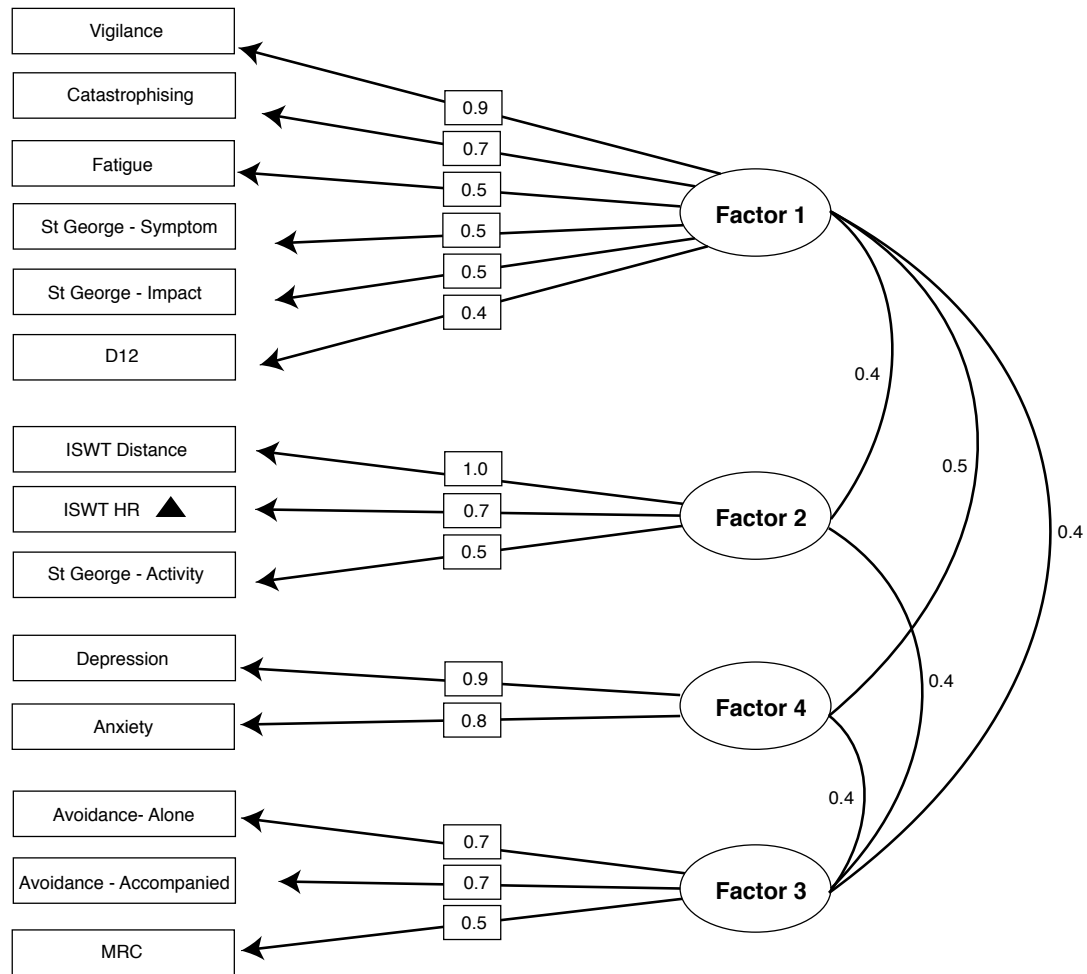 Vigilance
Catastrophising
Fatigue
St George - Symptom
St George - Impact
D12
0.9
0.7
0.5
0.5
0.5
0.4
Factor 1
ISWT Distance
ISWT HR
St George - Activity
1.0
0.7
0.5
Factor 2
Depression
Anxiety
0.9
0.8
Factor 4
Avoidance- Alone
Avoidance - Accompanied
MRC
0.7
0.7
0.5
Factor 3
0.4
0.5
0.4
0.4
0.4